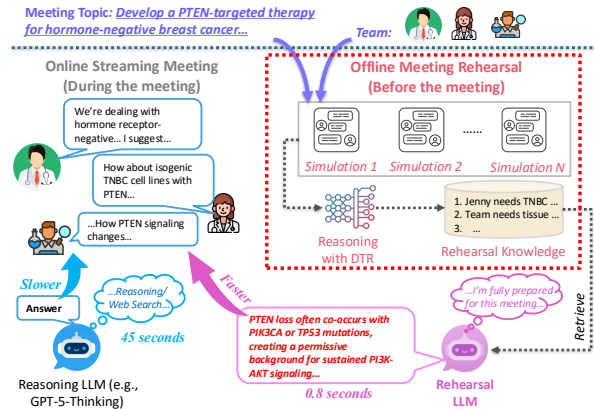 Meeting Topic: Develop a PTEN-targeted therapy
for hormone-negative breast cancer…
Team:
Online Streaming Meeting
(During the meeting)
We're dealing with
hormone receptor-
negative… I suggest…
How about isogenic
TNBC cell lines with
PTEN…
…How PTEN signaling
changes…
Slower
Answer
…Reasoning/
Web Search…
45 seconds
Reasoning LLM (e.g.,
GPT-5-Thinking)
Offline Meeting Rehearsal
(Before the meeting)
……
Simulation 1
Simulation 2
Simulation N
Reasoning
with DTR
1. Jenny needs TNBC …
2. Team needs tissue …
3. …
Rehearsal Knowledge
Retrieve
Faster
PTEN loss often co-occurs with
PIK3CA or TP53 mutations,
creating a permissive
background for sustained PI3K-
AKT signaling…
0.8 seconds
…I'm fully prepared
for this meeting…
Rehearsal
LLM